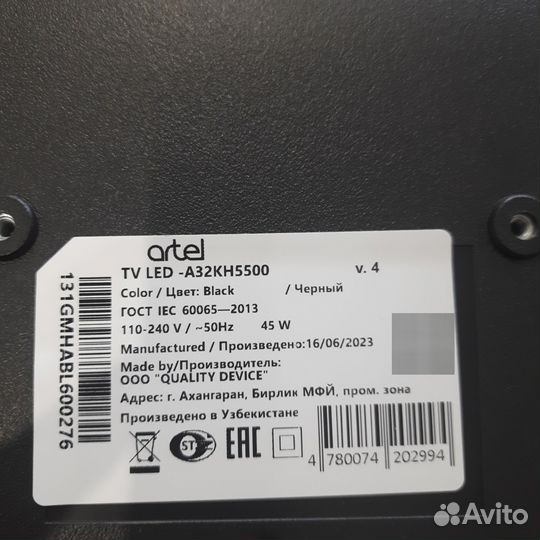 artel
TV LED -A32KH5500 v. 4
Color / Цвет: Black / Черный
ГОСТ IEC 60065—2013
110-240 V / ~50Hz 45 W
Manufactured / Произведено:16/06/2023
Made by/Производитель:
ООО "QUALITY DEVICE"
Адрес: г. Ахангаран, Бирлик МФЙ, пром. зона
Произведено в Узбекистане
ST EAC
4 780074 202994
131GMHABL600276
Avito